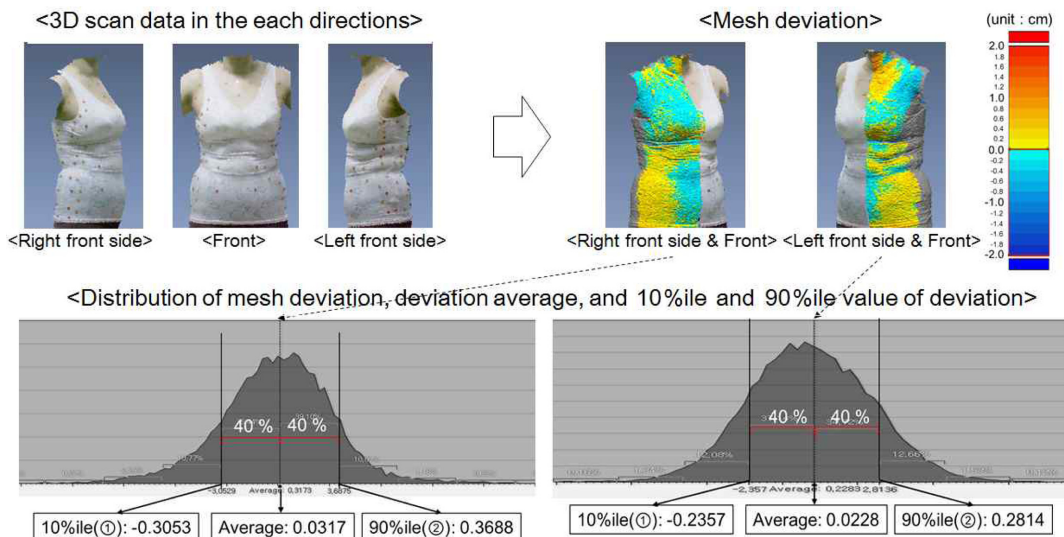 <3D scan data in the each directions>
<Mesh deviation>
(unit : cm)
2.0
1.8
1.6
1.4
1.2
1.0
0.8
0.6
0.4
0.2
0.0
-0.2
-0.4
-0.6
-0.8
-1.0
-1.2
-1.4
-1.6
-1.8
-2.0
<Right front side>
<Front>
<Left front side>
<Right front side & Front>
<Left front side & Front>
<Distribution of mesh deviation, deviation average, and 10%ile and 90%ile value of deviation>
40 % 40 %
-3,0529 Average: 0,3173 3,6875
10%ile(①): -0.3053 Average: 0.0317 90%ile(②): 0.3688
40 % 40 %
12,08% 12,66%
-2,357 Average: 0,2283 2,8136
10%ile(①): -0.2357 Average: 0.0228 90%ile(②): 0.2814